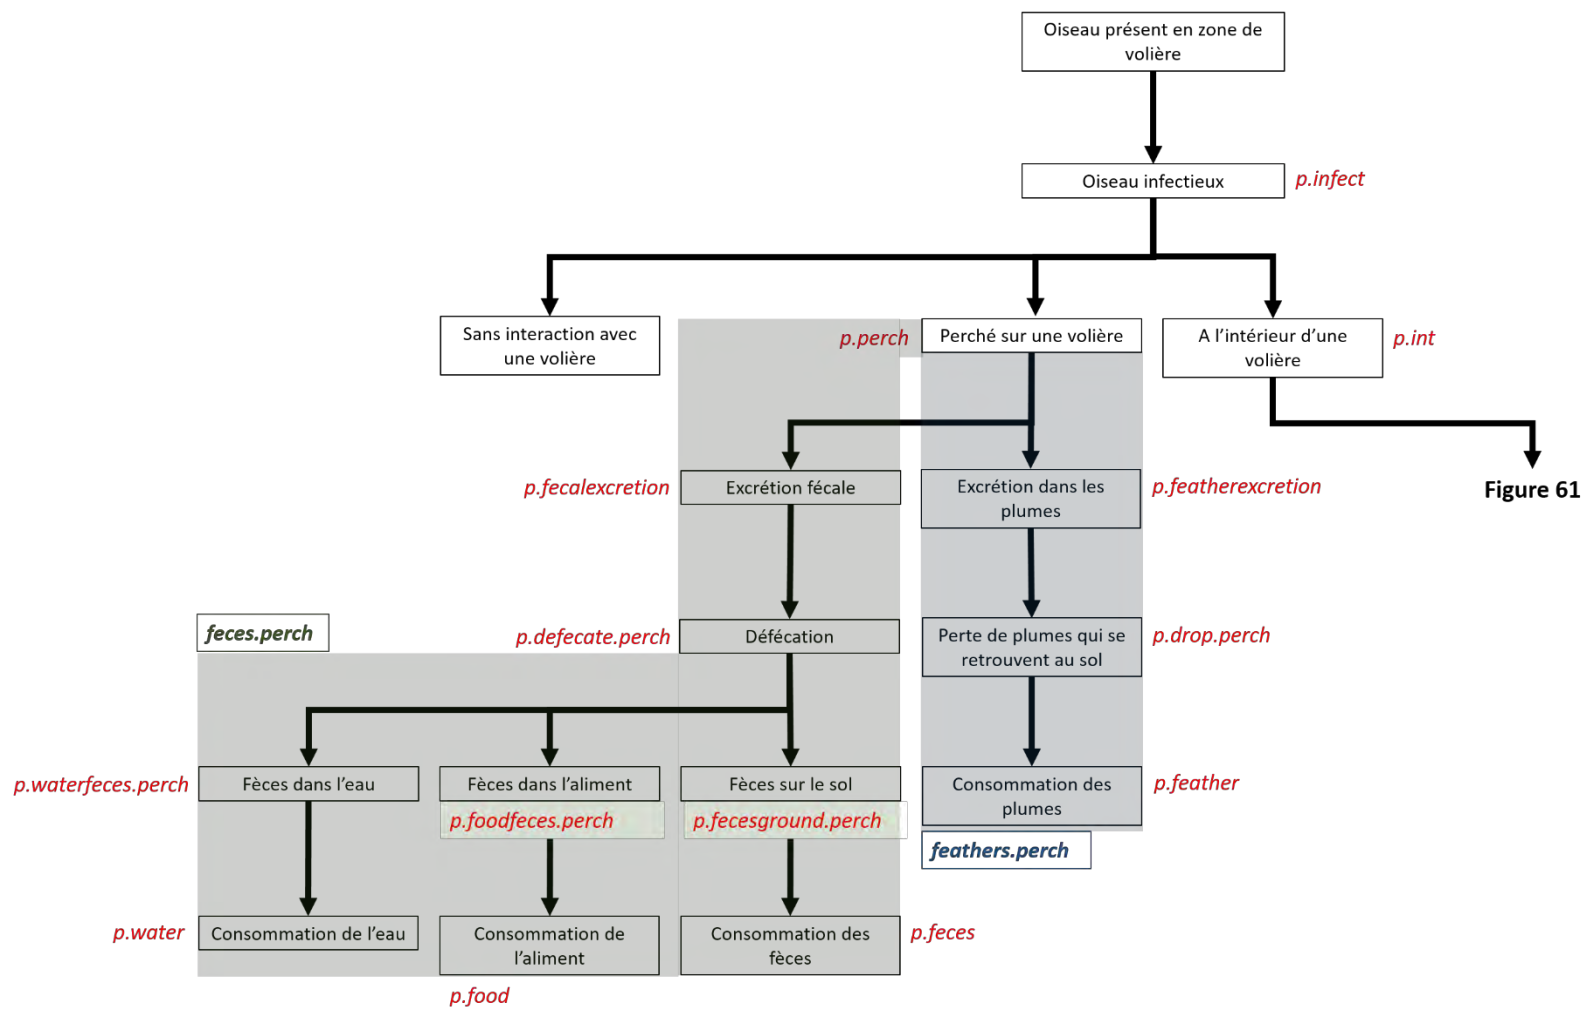 Oiseau présent en zone de
volière
Oiseau infectieux
p.infect
Sans interaction avec
une volière
p.perch
Perché sur une volière
A l'intérieur d'une
volière
p.int
p.fecalexcretion
Excrétion fécale
Excrétion dans les
plumes
p.featherexcretion
Figure 61
feces.perch
p.defecate.perch
Défécation
Perte de plumes qui se
retrouvent au sol
p.drop.perch
p.waterfeces.perch
Fèces dans l'eau
Fèces dans l'aliment
p.foodfeces.perch
Fèces sur le sol
p.fecesground.perch
Consommation des
plumes
p.feather
feathers.perch
p.water
Consommation de l'eau
Consommation de
l'aliment
p.food
Consommation des
fèces
p.feces